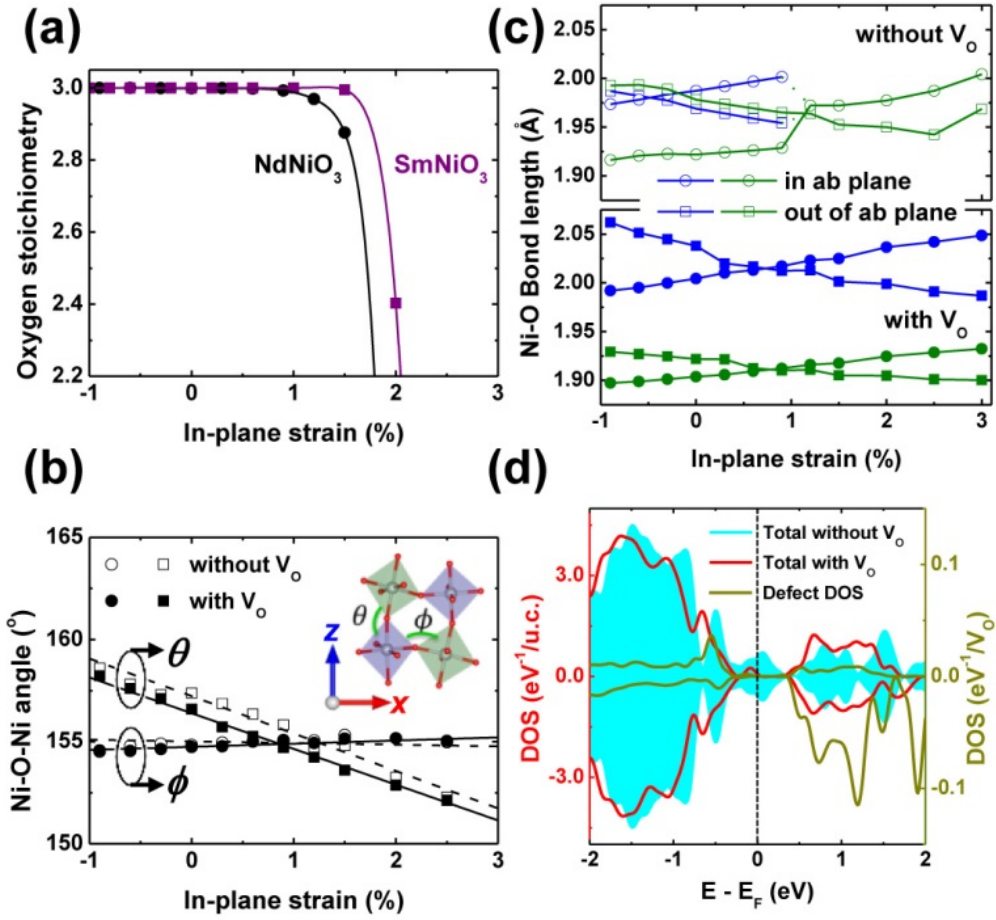 (a)
3.0
2.8
2.6
2.4
2.2
Oxygen stoichiometry
NdNiO3
SmNiO3
-1 0 1 2 3
In-plane strain (%)
(b)
165
160
155
150
Ni-O-Ni angle (°)
without VO
with VO
θ
ϕ
θ
ϕ
z
x
-1 0 1 2 3
In-plane strain (%)
(c)
2.05
2.00
1.95
1.90
2.05
2.00
1.95
1.90
Ni-O Bond length (Å)
without VO
in ab plane
out of ab plane
with VO
-1 0 1 2 3
In-plane strain (%)
(d)
3.0
0.0
-3.0
DOS (eV-1/u.c.)
Total without VO
Total with VO
Defect DOS
0.1
0
-0.1
DOS (eV-1/VO)
-2 -1 0 1 2
E - EF (eV)